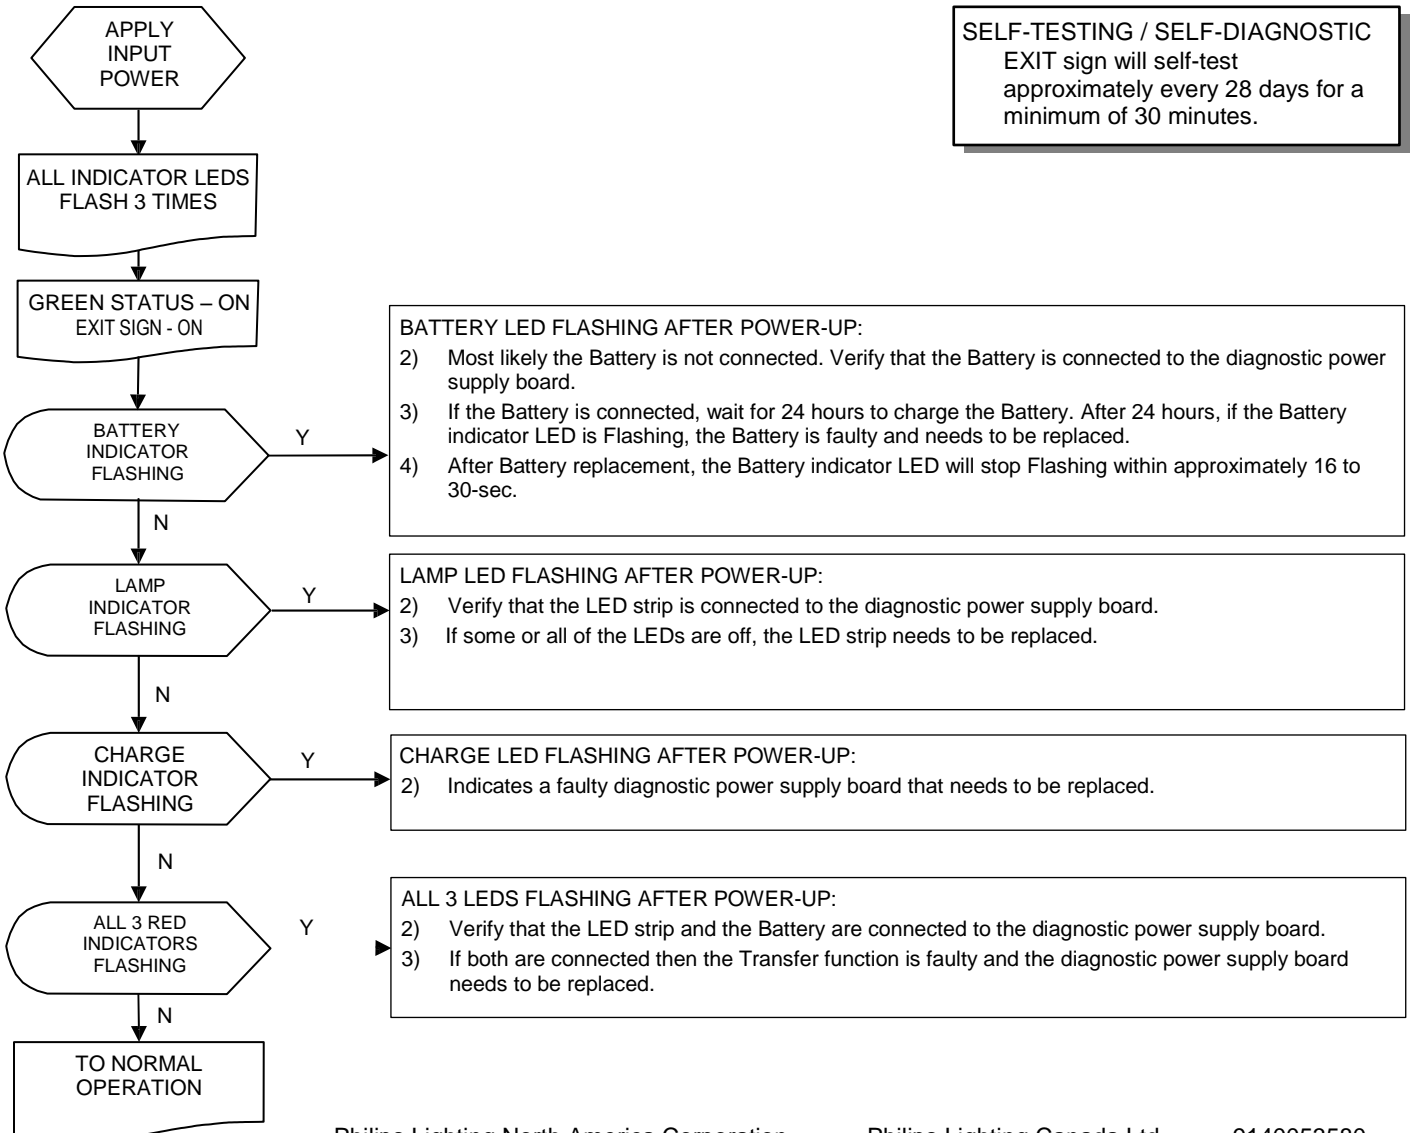 APPLY
INPUT
POWER
SELF-TESTING / SELF-DIAGNOSTIC
EXIT sign will self-test
approximately every 28 days for a
minimum of 30 minutes.
ALL INDICATOR LEDS
FLASH 3 TIMES
GREEN STATUS – ON
EXIT SIGN - ON
BATTERY
INDICATOR
FLASHING
Y
BATTERY LED FLASHING AFTER POWER-UP:
2) Most likely the Battery is not connected. Verify that the Battery is connected to the diagnostic power
supply board.
3) If the Battery is connected, wait for 24 hours to charge the Battery. After 24 hours, if the Battery
indicator LED is Flashing, the Battery is faulty and needs to be replaced.
4) After Battery replacement, the Battery indicator LED will stop Flashing within approximately 16 to
30-sec.
N
LAMP
INDICATOR
FLASHING
Y
LAMP LED FLASHING AFTER POWER-UP:
2) Verify that the LED strip is connected to the diagnostic power supply board.
3) If some or all of the LEDs are off, the LED strip needs to be replaced.
N
CHARGE
INDICATOR
FLASHING
Y
CHARGE LED FLASHING AFTER POWER-UP:
2) Indicates a faulty diagnostic power supply board that needs to be replaced.
N
ALL 3 RED
INDICATORS
FLASHING
Y
ALL 3 LEDS FLASHING AFTER POWER-UP:
2) Verify that the LED strip and the Battery are connected to the diagnostic power supply board.
3) If both are connected then the Transfer function is faulty and the diagnostic power supply board
needs to be replaced.
N
TO NORMAL
OPERATION
Philips Lighting North America Corporation Philips Lighting Canada Ltd